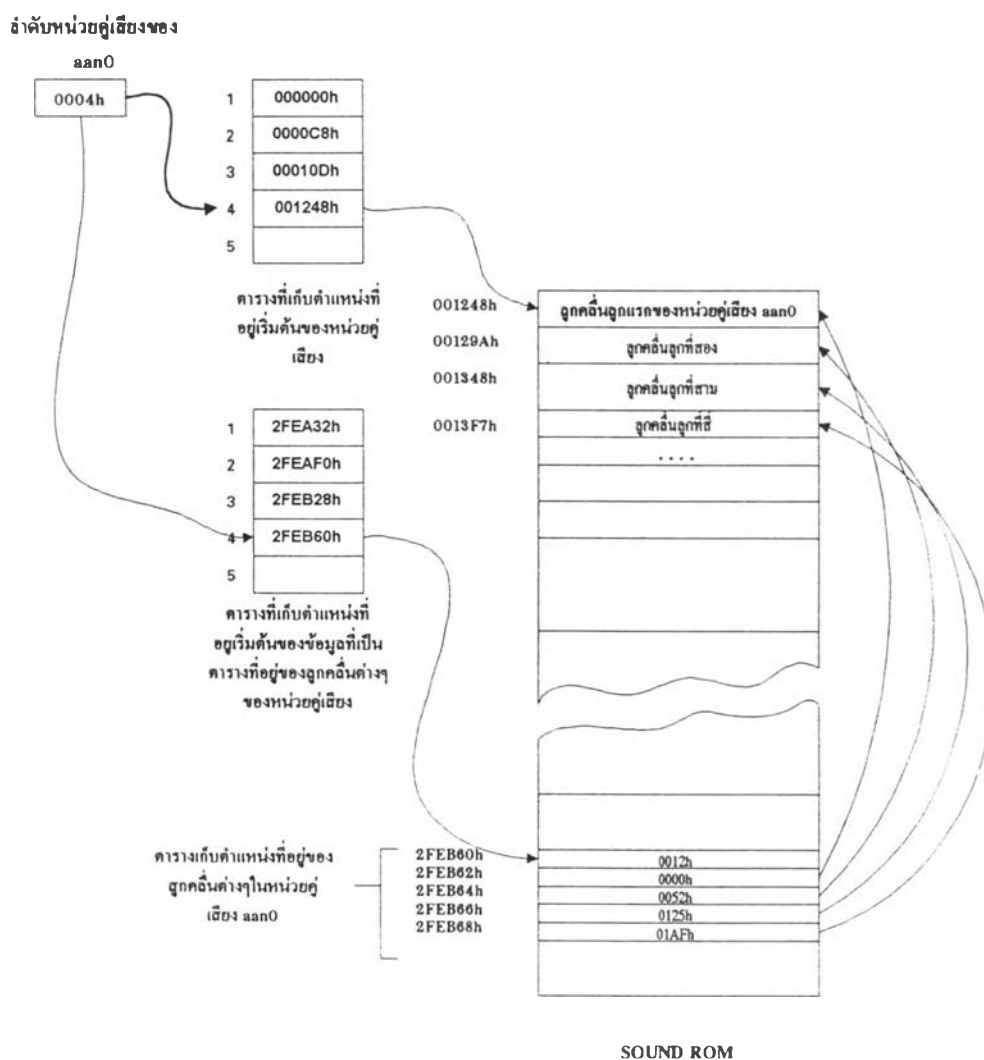 ลำดับหน่วยคู่เสียงของ
aan0
0004h
1 000000h
2 0000C8h
3 00010Dh
4 001248h
5
ตารางที่เก็บตำแหน่งที่
อยู่เริ่มต้นของหน่วยคู่
เสียง
1 2FEA32h
2 2FEAF0h
3 2FEB28h
4 2FEB60h
5
ตารางที่เก็บตำแหน่งที่
อยู่เริ่มต้นของข้อมูลที่เป็น
ตารางที่อยู่ของลูกคลื่นต่างๆ
ของหน่วยคู่เสียง
001248h ลูกคลื่นลูกแรกของหน่วยคู่เสียง aan0
00129Ah ลูกคลื่นลูกที่สอง
001348h ลูกคลื่นลูกที่สาม
0013F7h ลูกคลื่นลูกที่สี่
. . . .
ตารางเก็บตำแหน่งที่อยู่ของ
ลูกคลื่นต่างๆในหน่วยคู่
เสียง aan0
2FEB60h 0012h
2FEB62h 0000h
2FEB64h 0052h
2FEB66h 0125h
2FEB68h 01AFh
SOUND ROM